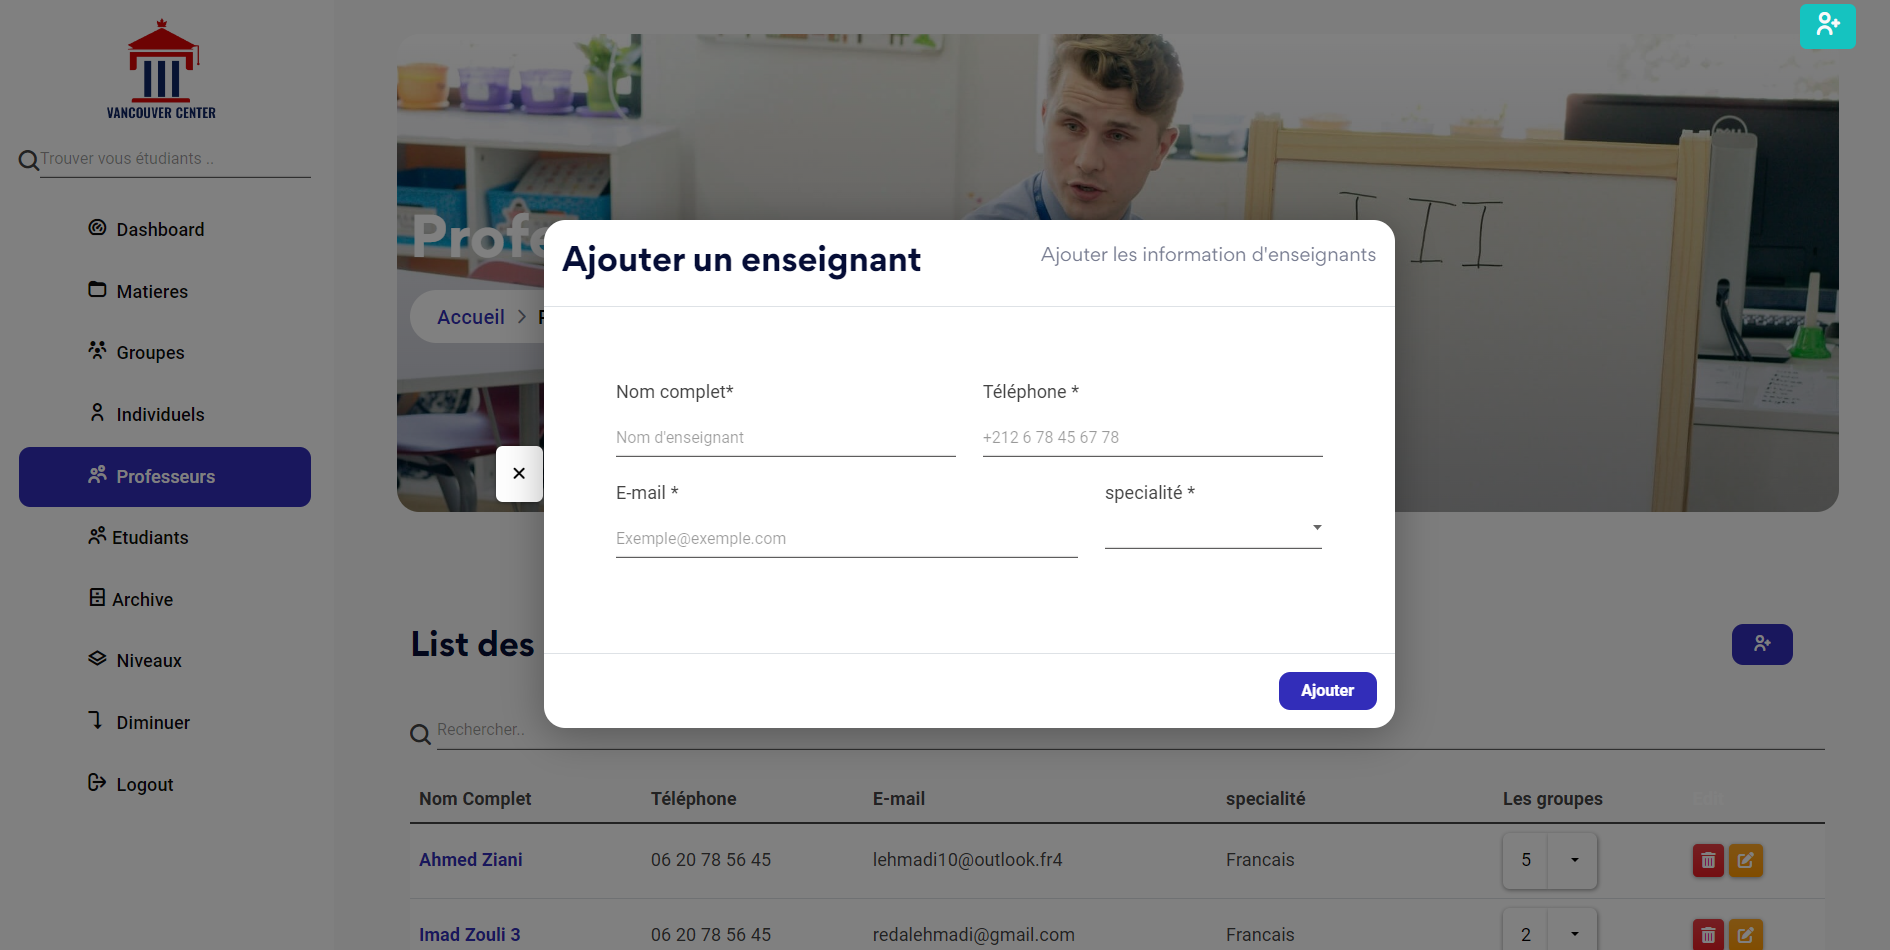 VANCOUVER CENTER
Trouver vous étudiants ..
Dashboard
Matieres
Groupes
Individuels
Professeurs
Etudiants
Archive
Niveaux
Diminuer
Logout
Profe
Accueil
Ajouter un enseignant
Ajouter les information d'enseignants
Nom complet*
Téléphone *
Nom d'enseignant
+212 6 78 45 67 78
E-mail *
specialité *
Exemple@exemple.com
Ajouter
List des
Rechercher..
Nom Complet Téléphone E-mail specialité Les groupes Edit
Ahmed Ziani 06 20 78 56 45 lehmadi10@outlook.fr4 Francais 5
Imad Zouli 3 06 20 78 56 45 redalehmadi@gmail.com Francais 2